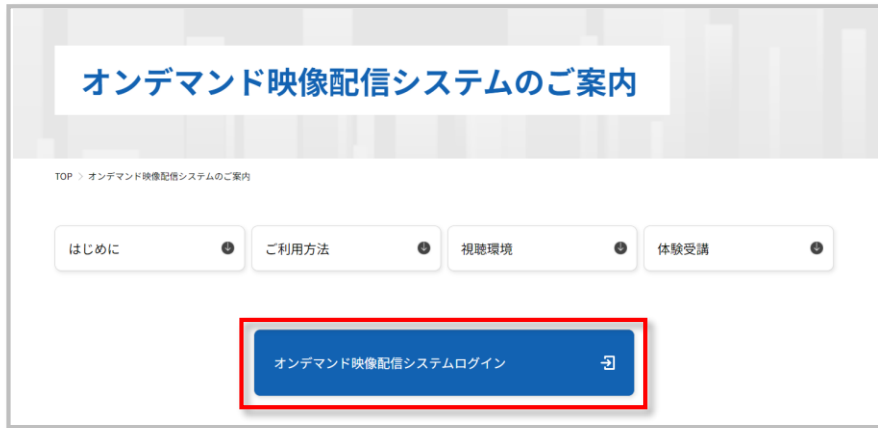 オンデマンド映像配信システムのご案内
TOP > オンデマンド映像配信システムのご案内
はじめに
ご利用方法
視聴環境
体験受講
オンデマンド映像配信システムログイン